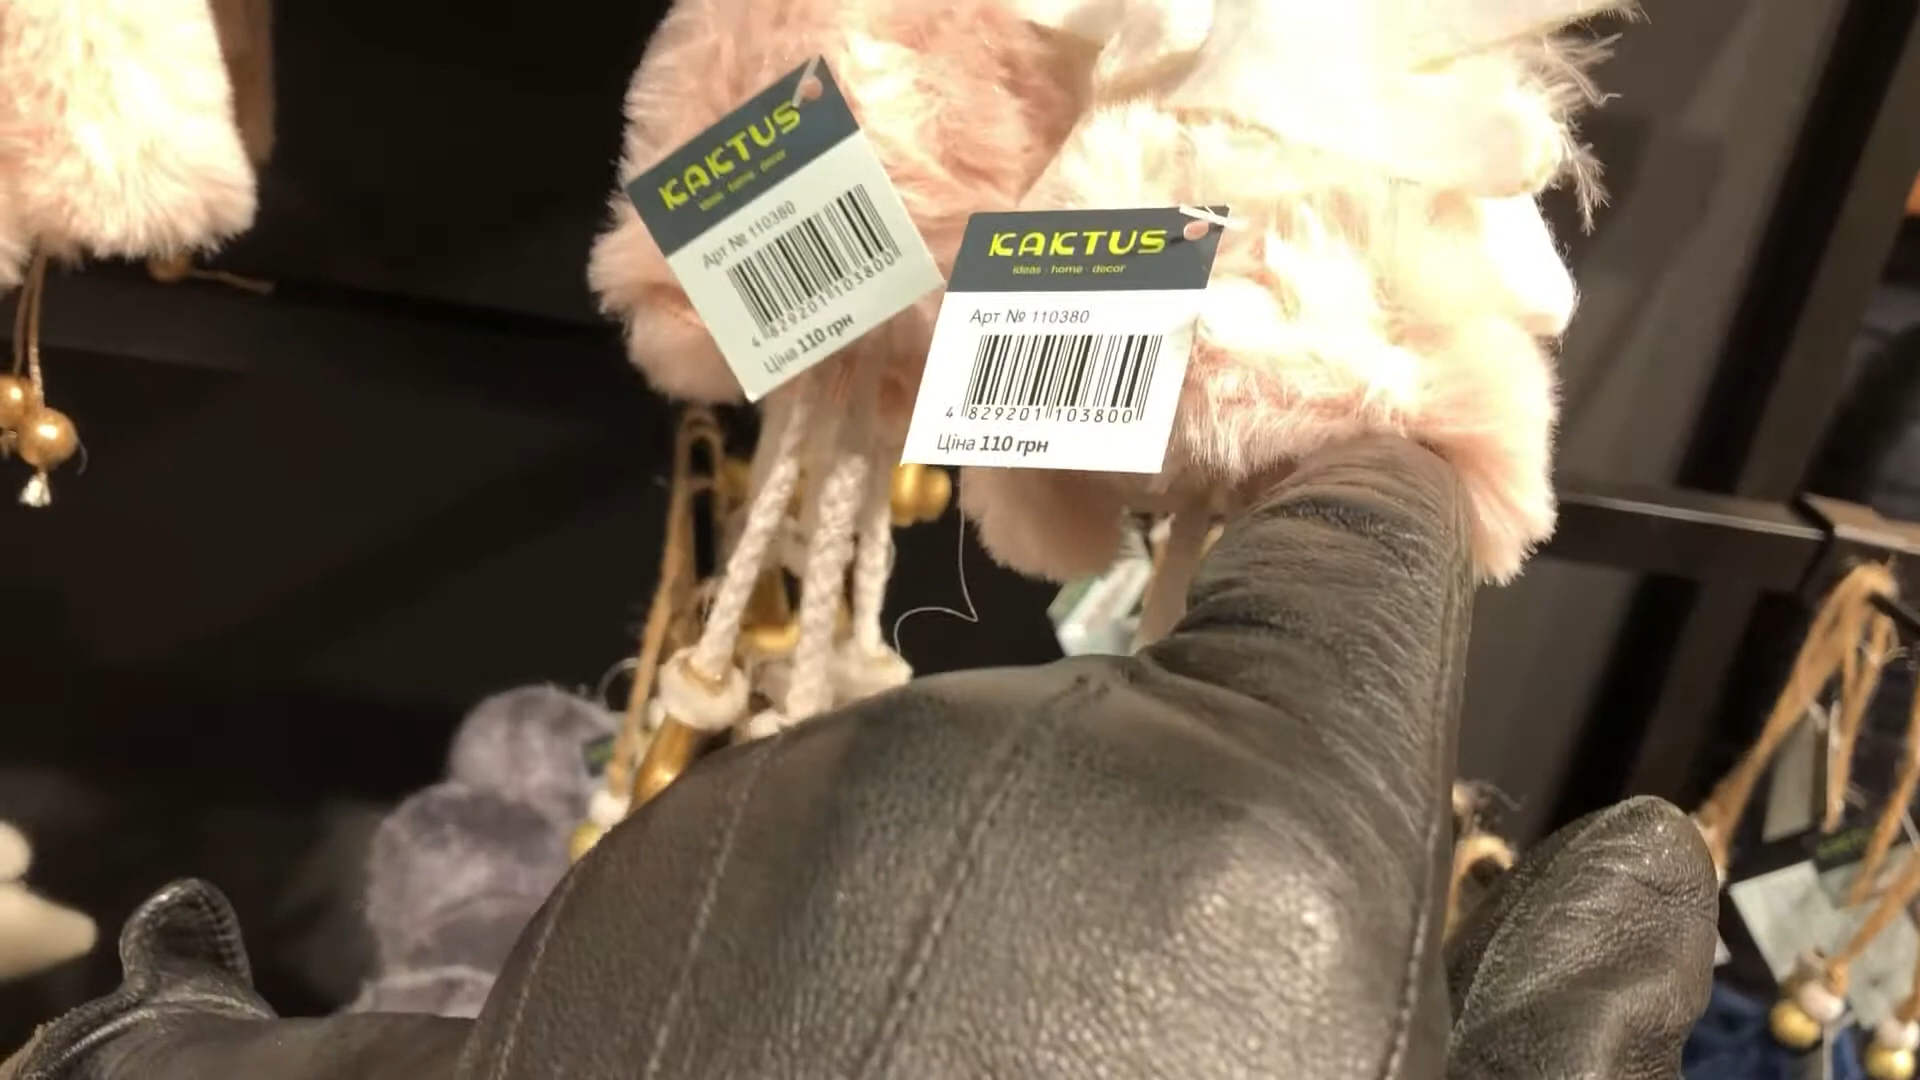 KAKTUS
ideas · home · decor
Арт № 110380
4 829201 103800
Ціна 110 грн
KAKTUS
ideas · home · decor
Арт № 110380
4 829201 103800
Ціна 110 грн